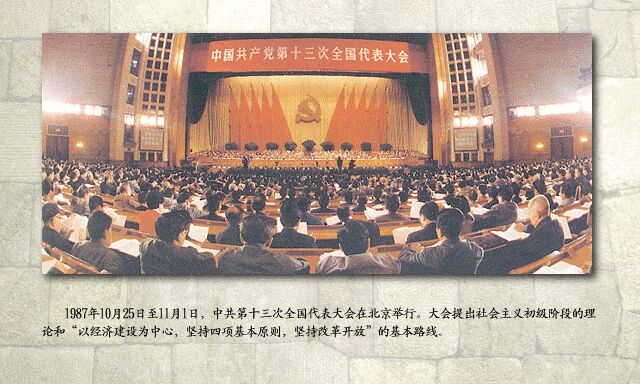 中国共产党第十三次全国代表大会
1987年10月25日至11月1日，中共第十三次全国代表大会在北京举行。大会提出社会主义初级阶段的理
论和“以经济建设为中心，坚持四项基本原则，坚持改革开放”的基本路线。